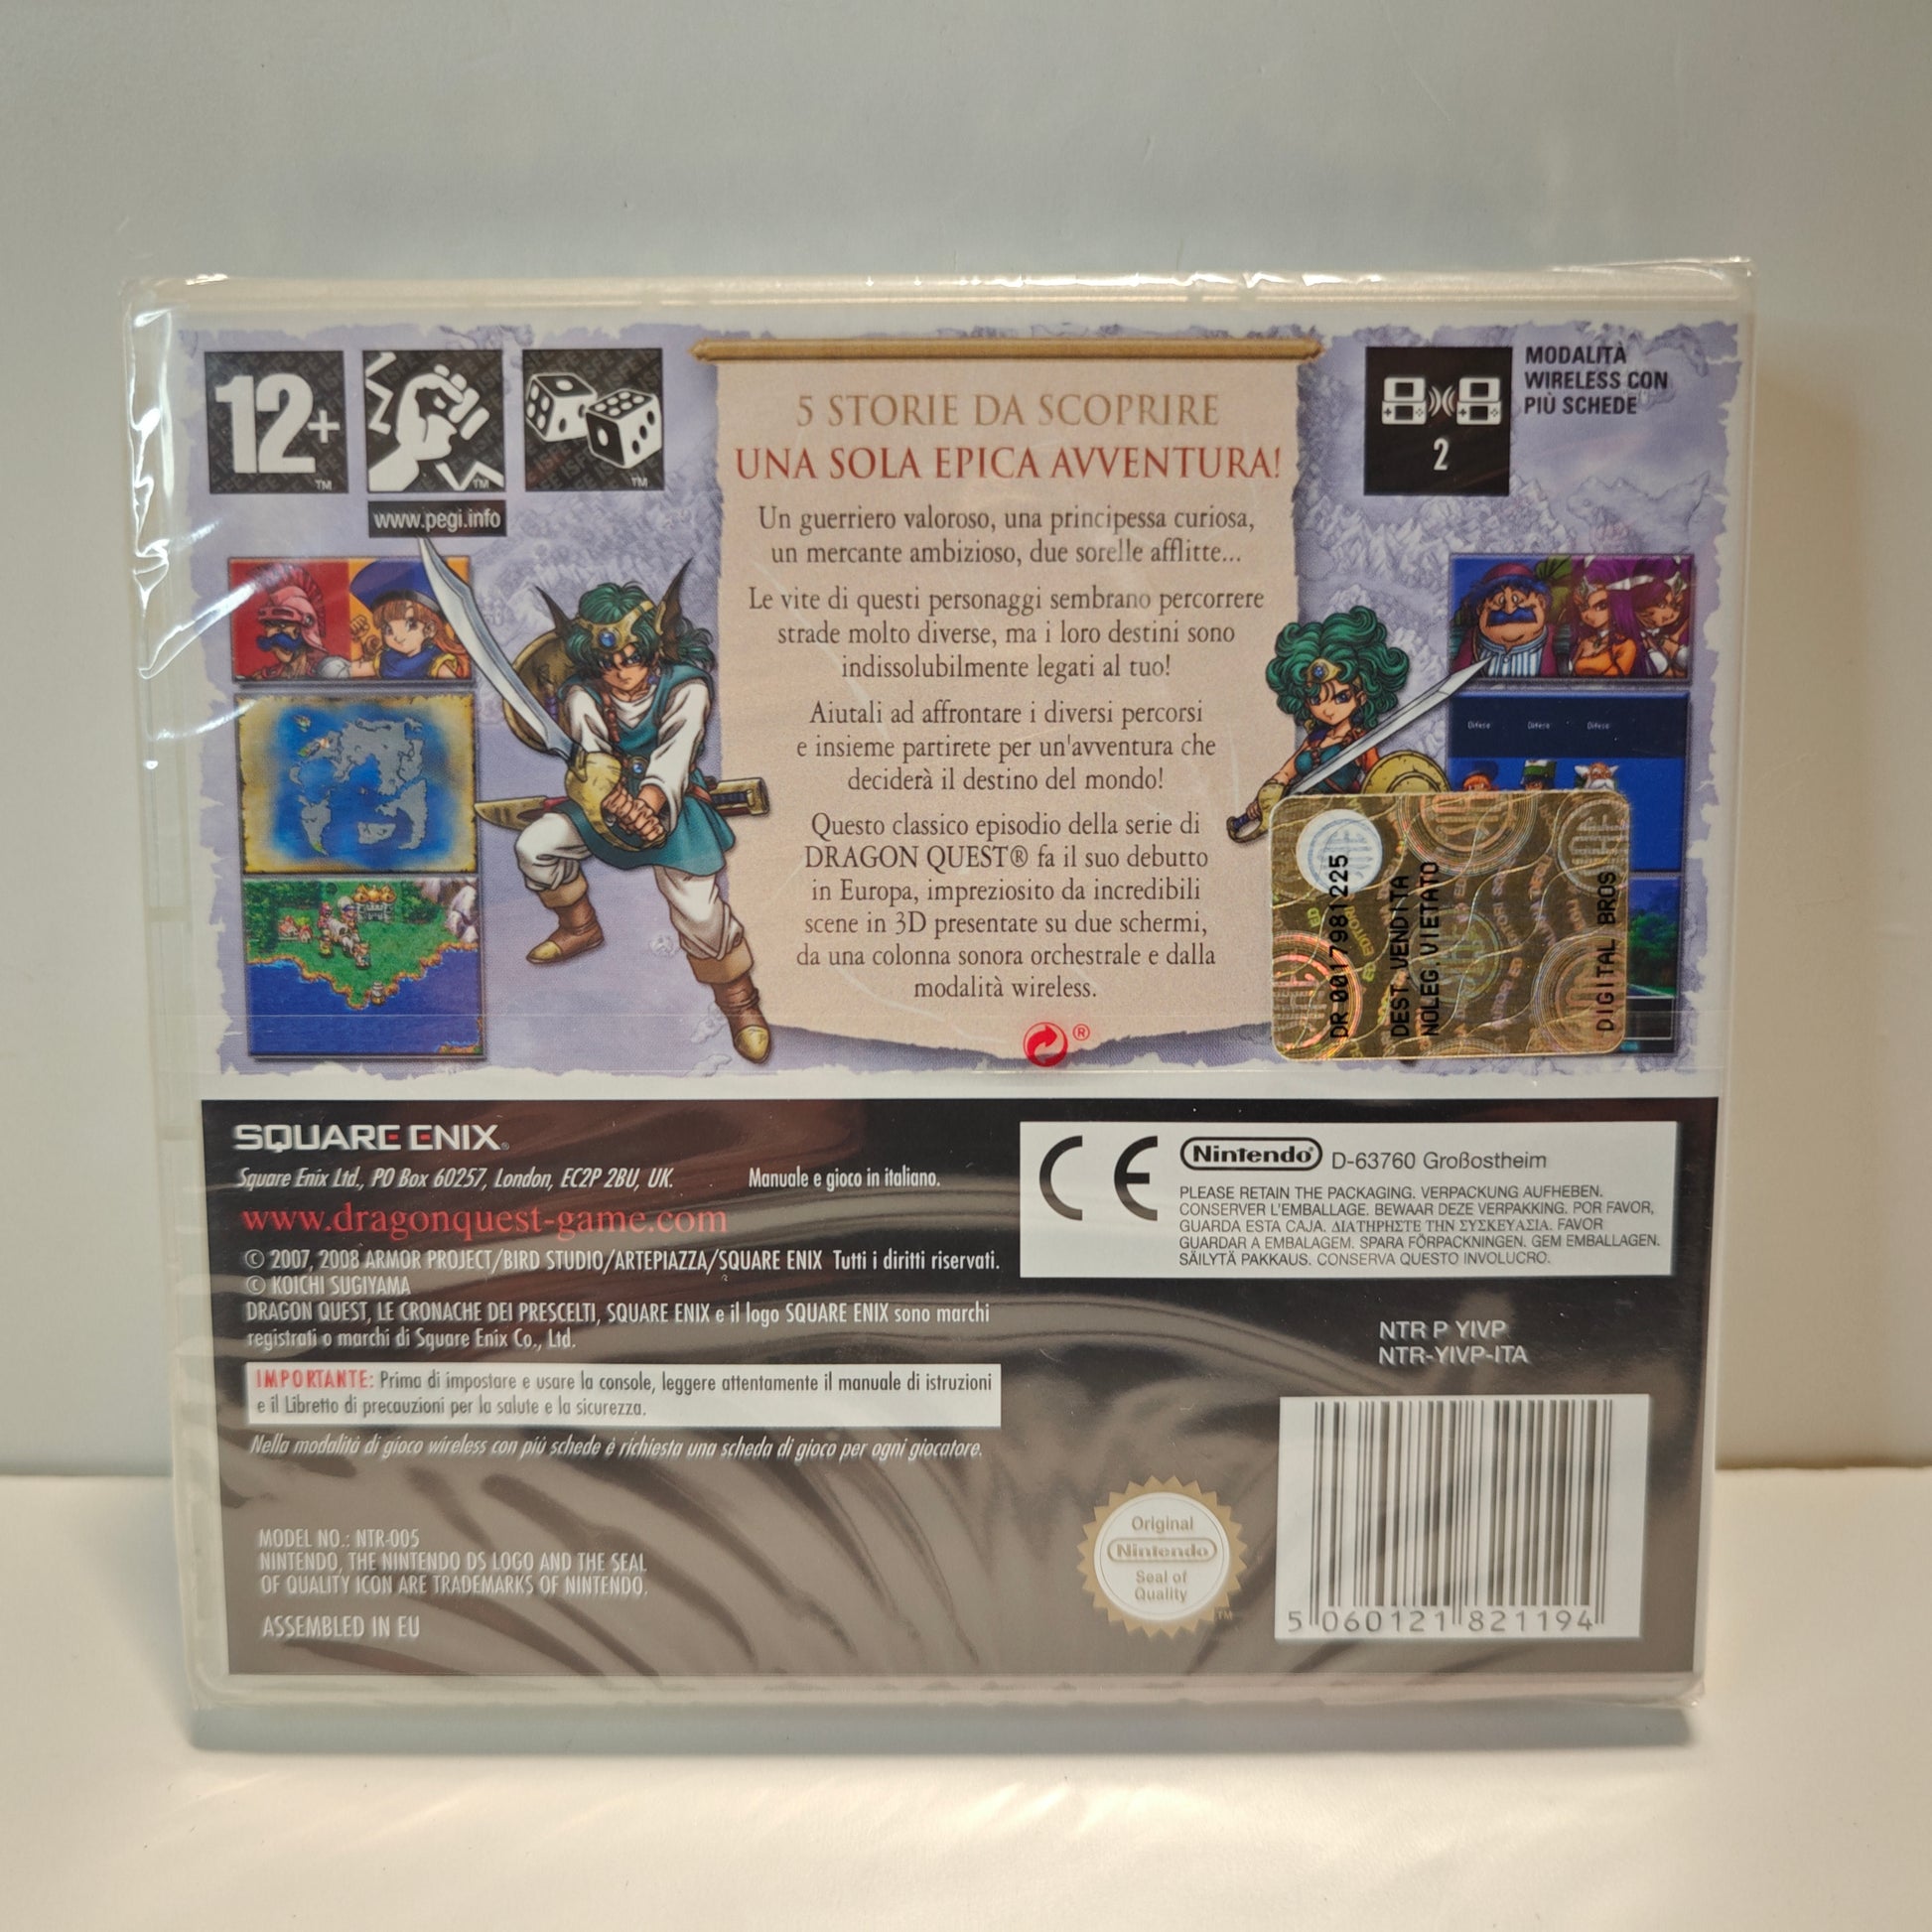 12+
TM
TM
TM
www.pegi.info
5 STORIE DA SCOPRIRE
UNA SOLA EPICA AVVENTURA!
Un guerriero valoroso, una principessa curiosa,
un mercante ambizioso, due sorelle afflitte...
Le vite di questi personaggi sembrano percorrere
strade molto diverse, ma i loro destini sono
indissolubilmente legati al tuo!
Aiutali ad affrontare i diversi percorsi
e insieme partirete per un'avventura che
deciderà il destino del mondo!
Questo classico episodio della serie di
DRAGON QUEST® fa il suo debutto
in Europa, impreziosito da incredibili
scene in 3D presentate su due schermi,
da una colonna sonora orchestrale e dalla
modalità wireless.
®
2
MODALITÀ
WIRELESS CON
PIÙ SCHEDE
Difese Difese Difese
DR 0017981225
DEST.VENDITA
NOLEG.VIETATO
DIGITAL BROS
SQUARE ENIX®
Square Enix Ltd., PO Box 60257, London, EC2P 2BU, UK. Manuale e gioco in italiano.
www.dragonquest-game.com
© 2007, 2008 ARMOR PROJECT/BIRD STUDIO/ARTEPIAZZA/SQUARE ENIX Tutti i diritti riservati.
© KOICHI SUGIYAMA
DRAGON QUEST, LE CRONACHE DEI PRESCELTI, SQUARE ENIX e il logo SQUARE ENIX sono marchi
registrati o marchi di Square Enix Co., Ltd.
IMPORTANTE: Prima di impostare e usare la console, leggere attentamente il manuale di istruzioni
e il Libretto di precauzioni per la salute e la sicurezza.
Nella modalità di gioco wireless con più schede è richiesta una scheda di gioco per ogni giocatore.
MODEL NO.: NTR-005
NINTENDO, THE NINTENDO DS LOGO AND THE SEAL
OF QUALITY ICON ARE TRADEMARKS OF NINTENDO.
ASSEMBLED IN EU
CE
Nintendo® D-63760 Großostheim
PLEASE RETAIN THE PACKAGING. VERPACKUNG AUFHEBEN.
CONSERVER L'EMBALLAGE. BEWAAR DEZE VERPAKKING. POR FAVOR,
GUARDA ESTA CAJA. ΔΙΑΤΗΡΗΣΤΕ ΤΗΝ ΣΥΣΚΕΥΑΣΙΑ. FAVOR
GUARDAR A EMBALAGEM. SPARA FÖRPACKNINGEN. GEM EMBALLAGEN.
SÄILYTÄ PAKKAUS. CONSERVA QUESTO INVOLUCRO.
NTR P YIVP
NTR-YIVP-ITA
Original
Nintendo
Seal of
Quality
TM
5 060121 821194